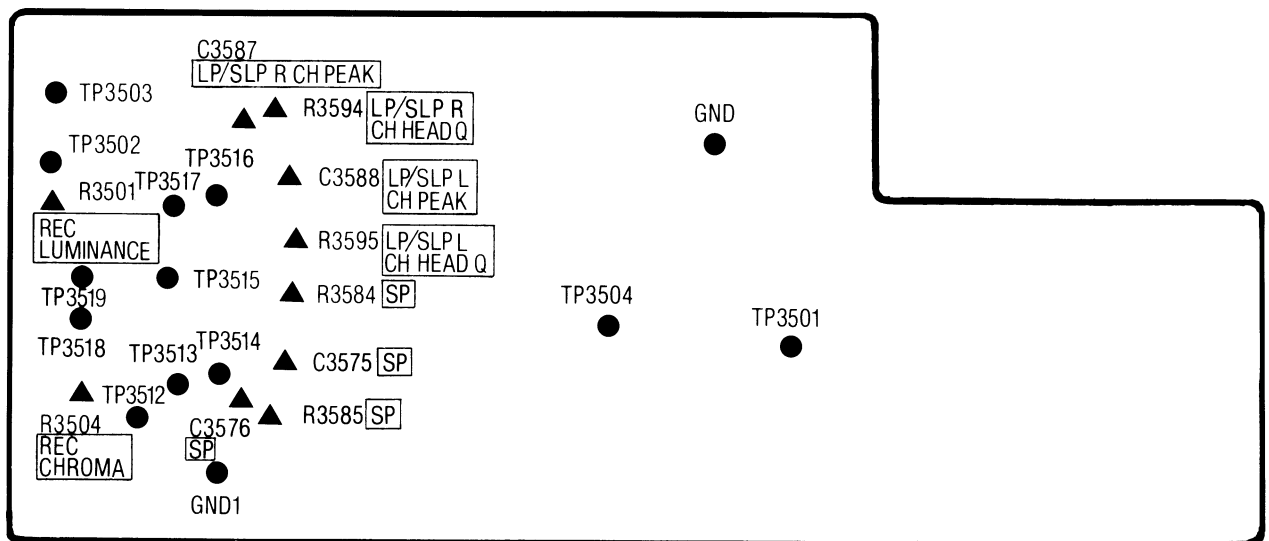 C3587
LP/SLP R CH PEAK
TP3503
R3594
LP/SLP R
CH HEAD Q
GND
TP3502
TP3516
R3501
TP3517
C3588
LP/SLP L
CH PEAK
REC
LUMINANCE
R3595
LP/SLP L
CH HEAD Q
TP3515
TP3519
R3584
SP
TP3504
TP3501
TP3518
TP3513
TP3514
C3575
SP
TP3512
R3504
REC
CHROMA
C3576
SP
R3585
SP
GND1